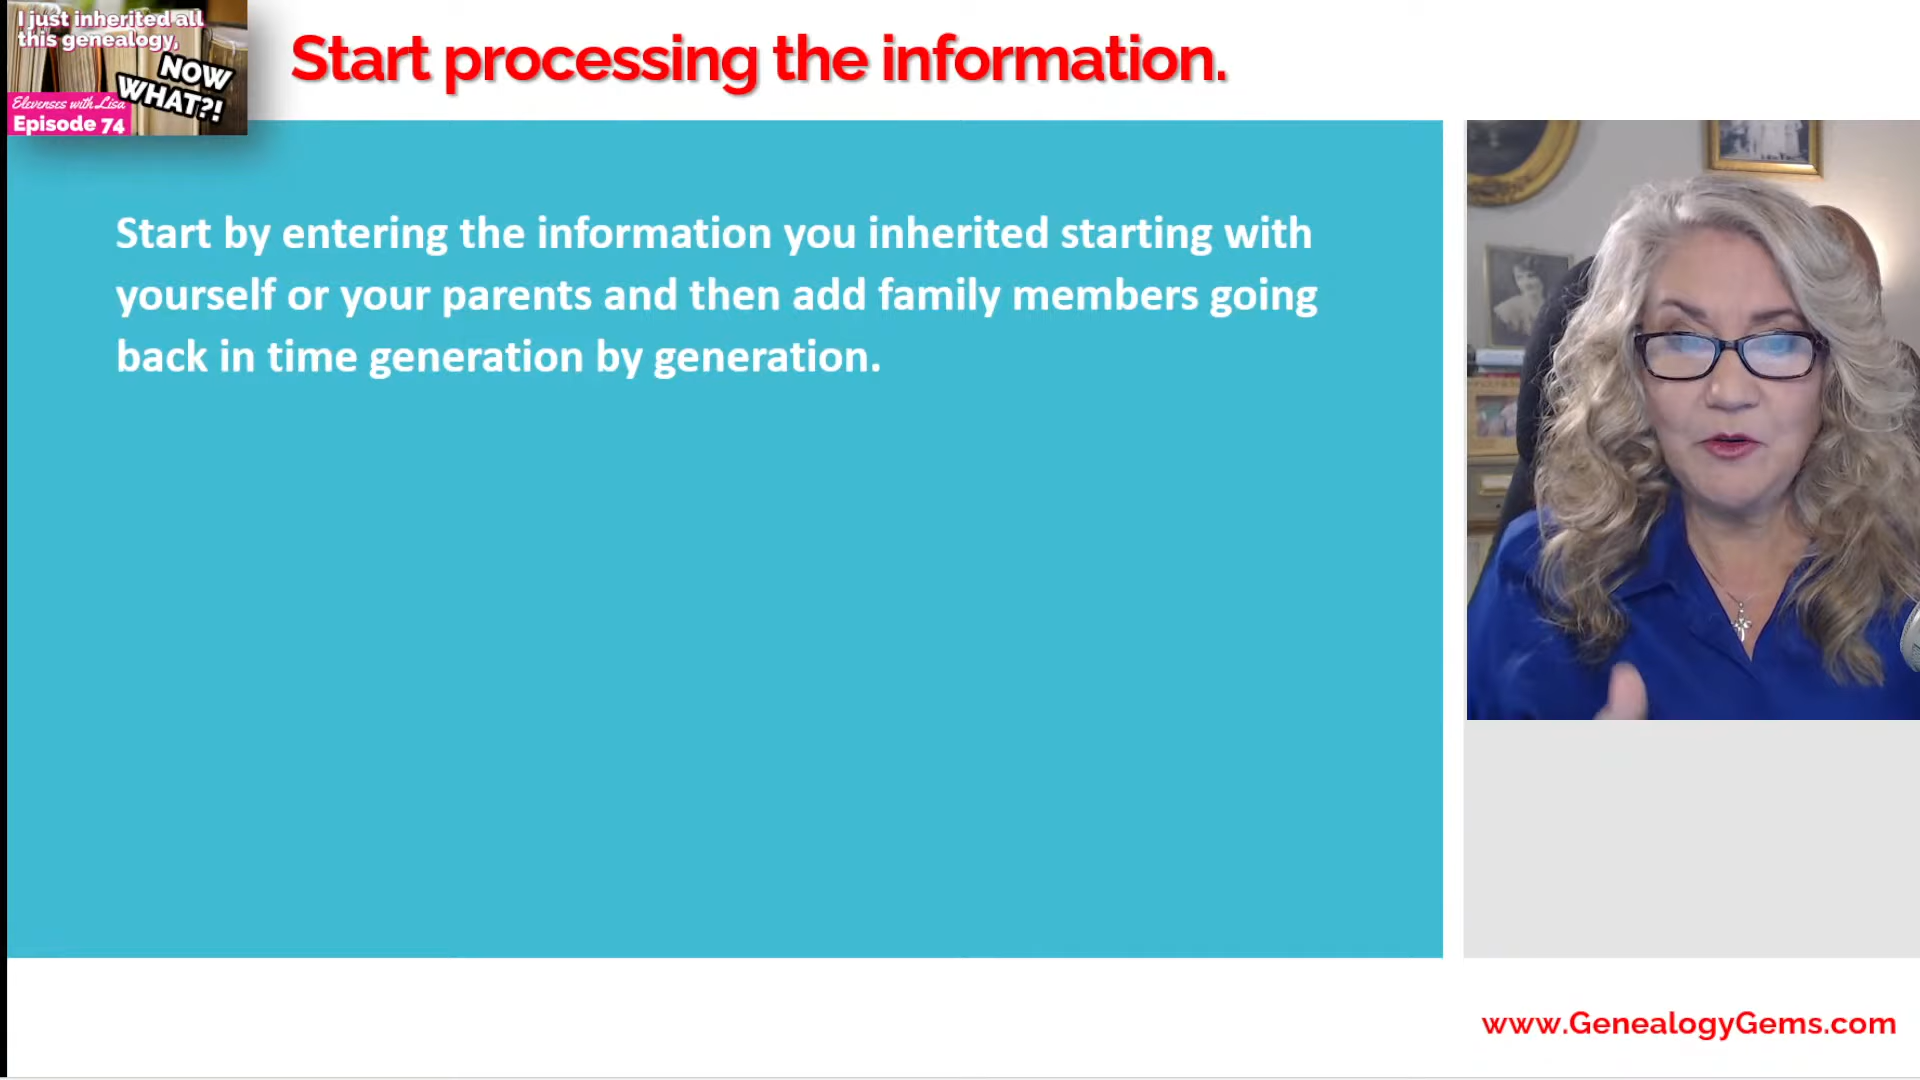 I just inherited all
this genealogy,
NOW
WHAT?!
Elevenses with Lisa
Episode 74
Start processing the information.
Start by entering the information you inherited starting with
yourself or your parents and then add family members going
back in time generation by generation.
www.GenealogyGems.com